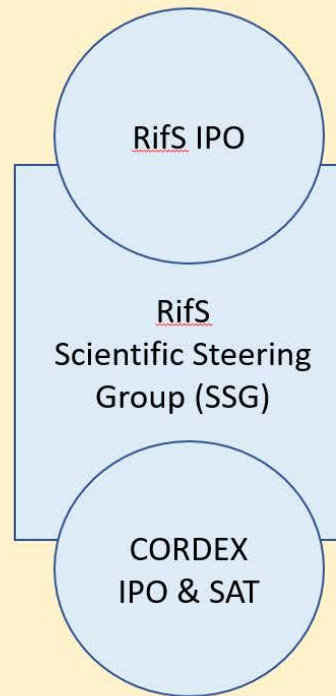 RifS IPO
RifS
Scientific Steering
Group (SSG)
CORDEX
IPO & SAT